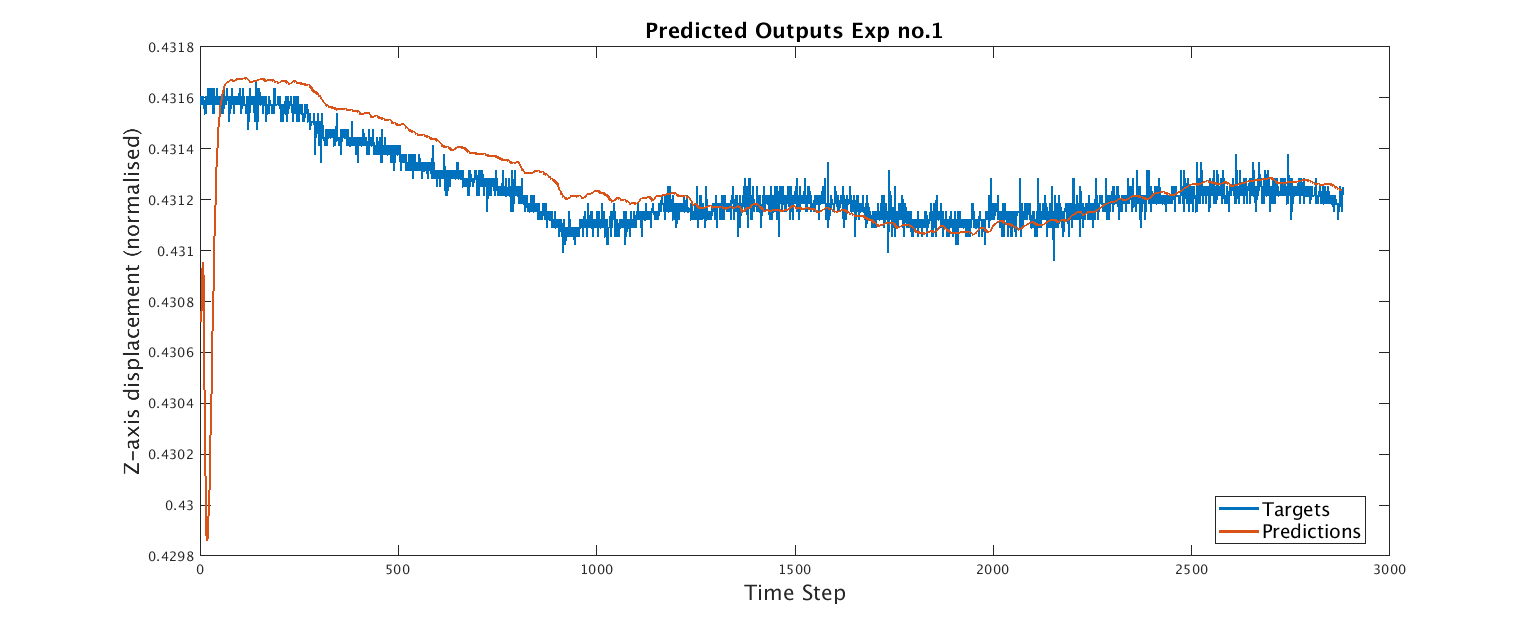 Predicted Outputs Exp no.1
Z-axis displacement (normalised)
0.4318
0.4316
0.4314
0.4312
0.431
0.4308
0.4306
0.4304
0.4302
0.43
0.4298
0 500 1000 1500 2000 2500 3000
Time Step
Targets
Predictions